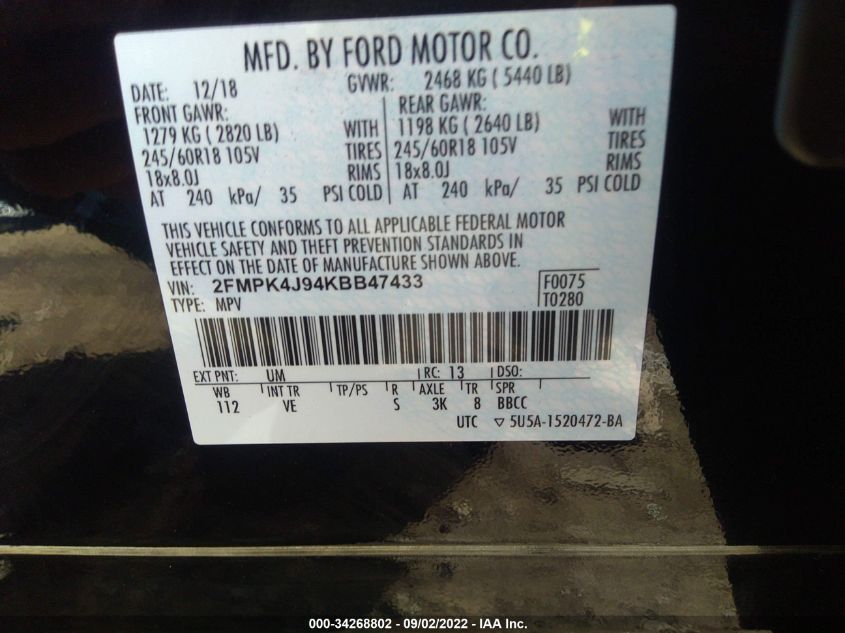 MFD. BY FORD MOTOR CO.
DATE: 12/18 GVWR: 2468 KG ( 5440 LB)
FRONT GAWR: REAR GAWR:
1279 KG ( 2820 LB) WITH 1198 KG ( 2640 LB) WITH
245/60R18 105V TIRES 245/60R18 105V TIRES
18x8.0J RIMS 18x8.0J RIMS
AT 240 kPa/ 35 PSI COLD AT 240 kPa/ 35 PSI COLD
THIS VEHICLE CONFORMS TO ALL APPLICABLE FEDERAL MOTOR
VEHICLE SAFETY AND THEFT PREVENTION STANDARDS IN
EFFECT ON THE DATE OF MANUFACTURE SHOWN ABOVE.
VIN: 2FMPK4J94KBB47433 F0075
TYPE: MPV T0280
EXT PNT: UM RC: 13 DSO:
WB INT TR TP/PS R AXLE TR SPR
112 VE S 3K 8 BBCC
UTC ▽ 5U5A-1520472-BA
000-34268802 - 09/02/2022 - IAA Inc.